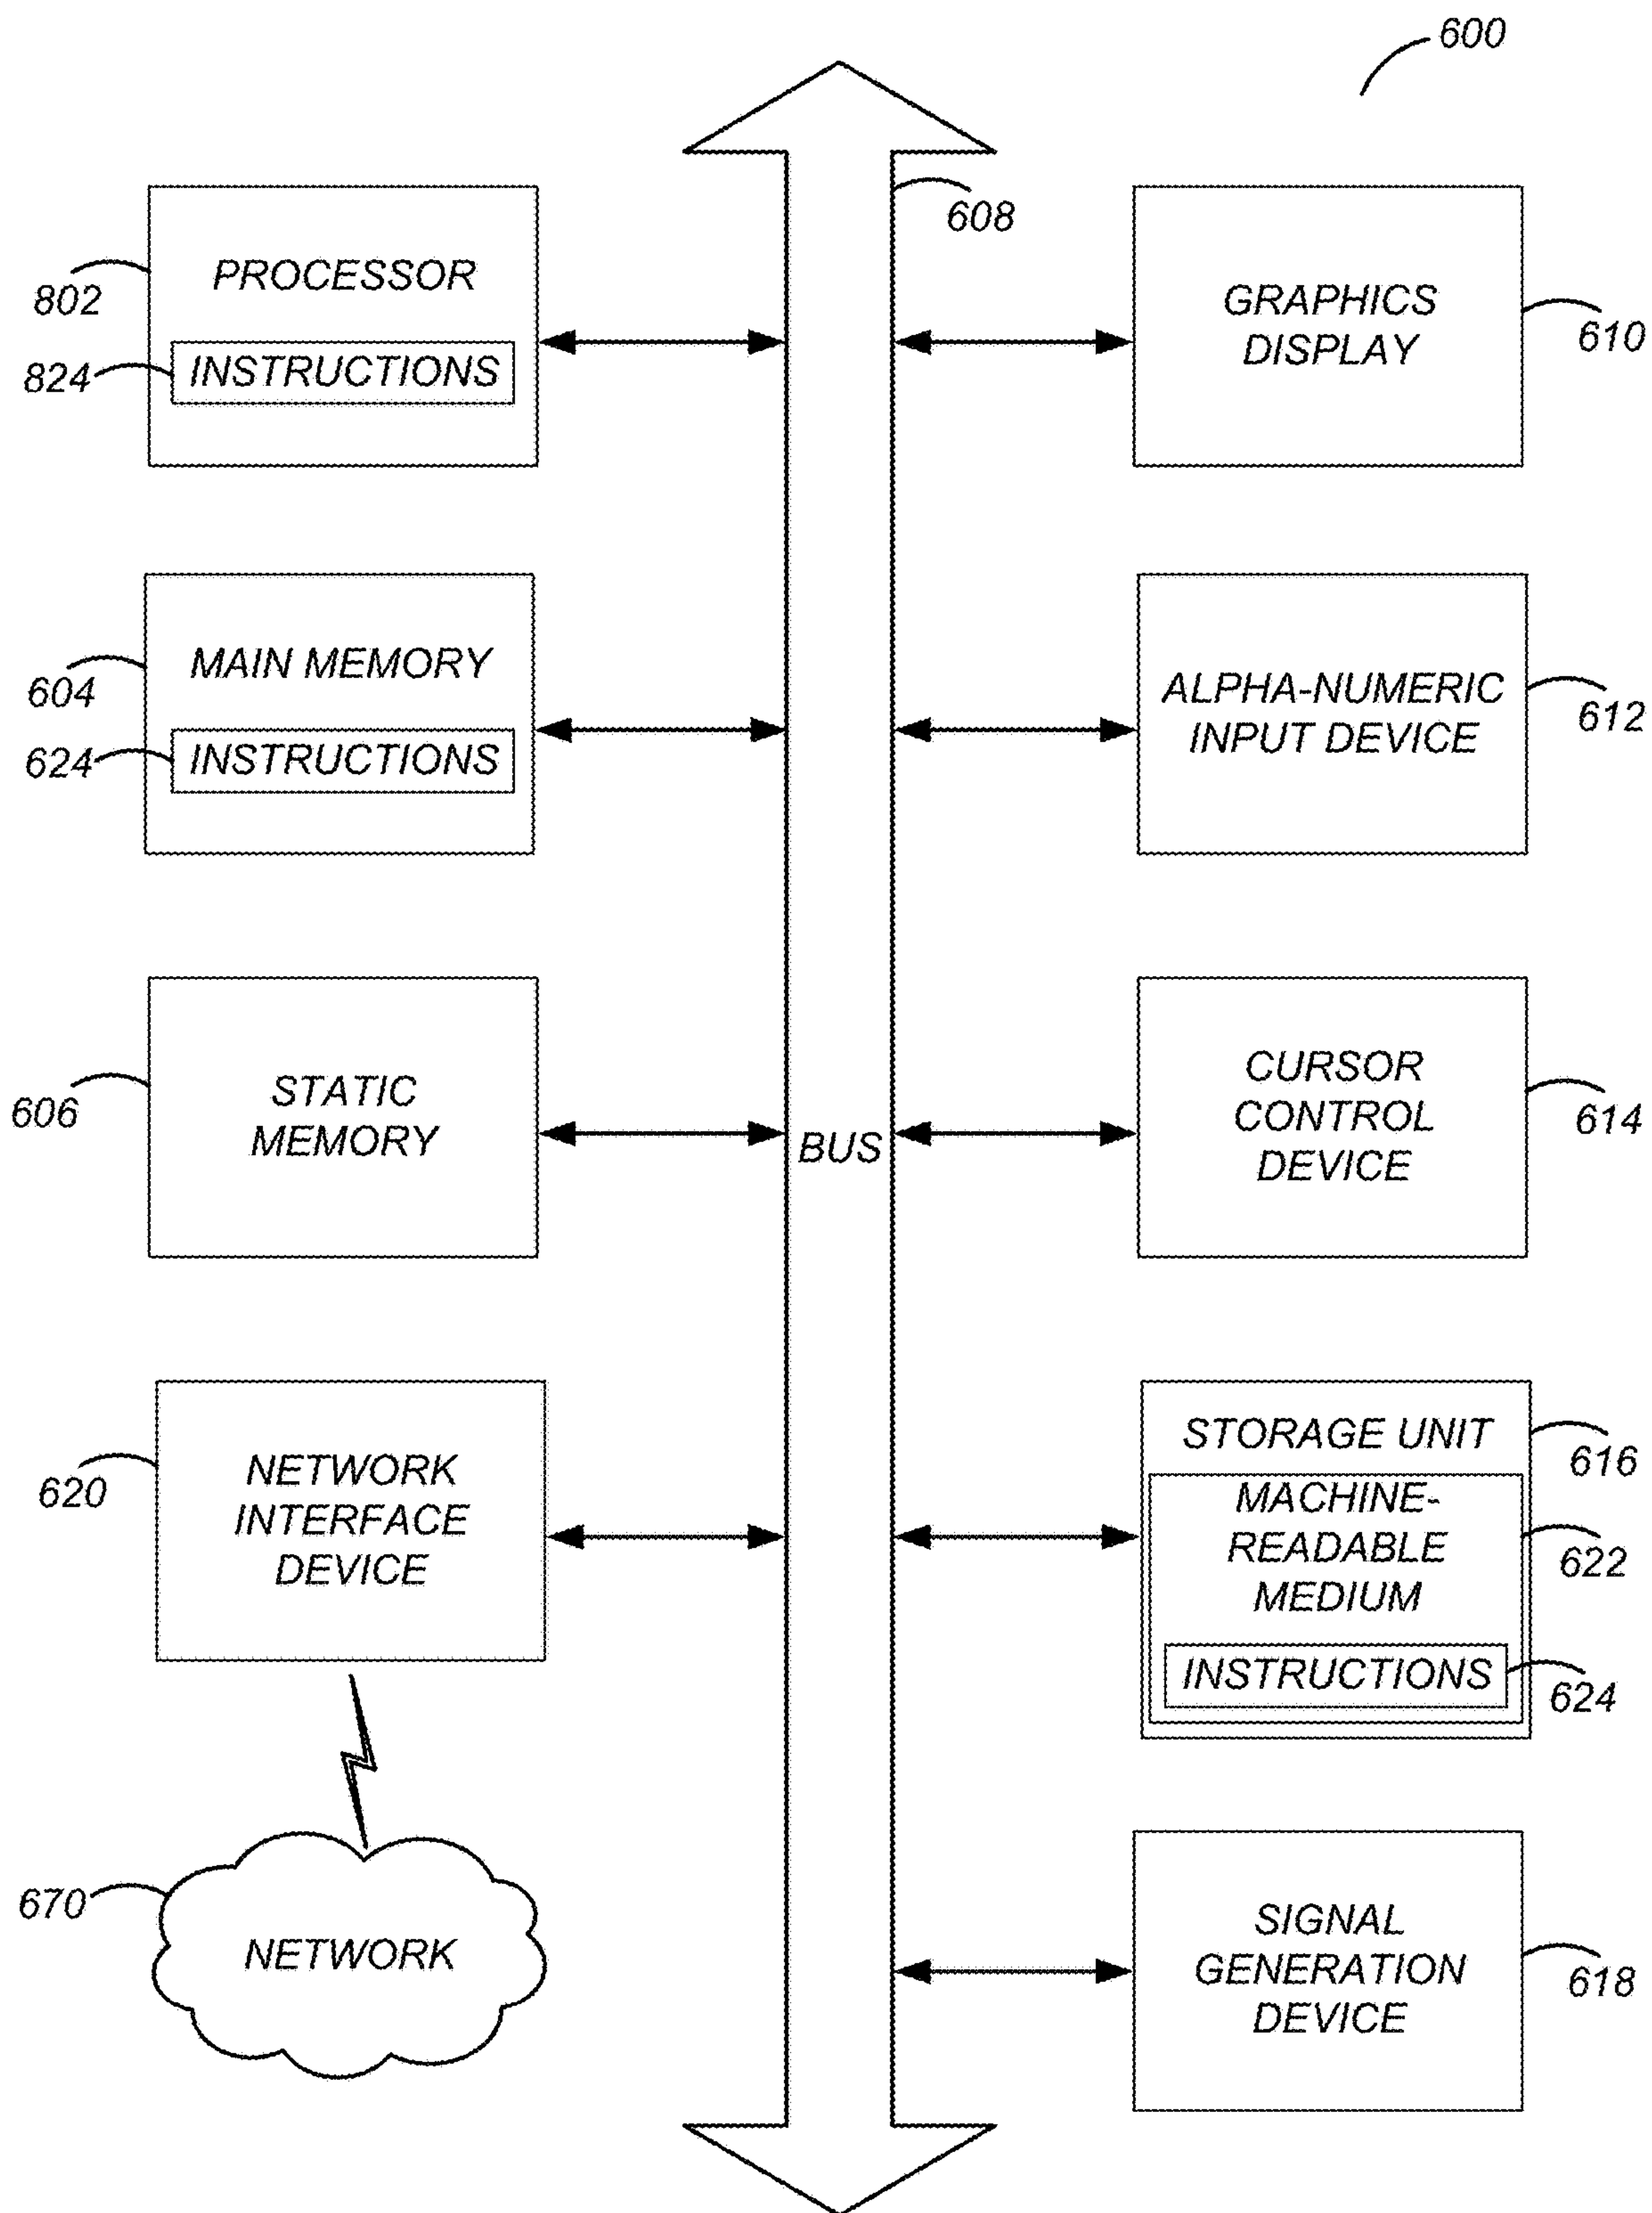 600
608
PROCESSOR
802
INSTRUCTIONS
824
GRAPHICS
DISPLAY
610
MAIN MEMORY
604
INSTRUCTIONS
624
ALPHA-NUMERIC
INPUT DEVICE
612
STATIC
MEMORY
606
BUS
CURSOR
CONTROL
DEVICE
614
NETWORK
INTERFACE
DEVICE
620
STORAGE UNIT
616
MACHINE-
READABLE
MEDIUM
622
INSTRUCTIONS
624
670
NETWORK
SIGNAL
GENERATION
DEVICE
618